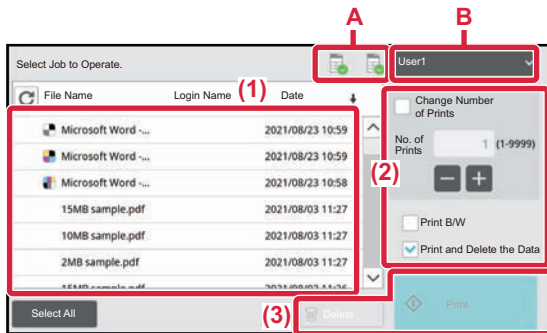 A
B
Select Job to Operate.
User1
File Name
Login Name
(1)
Date
Change Number
of Prints
No. of
Prints
1
(1-9999)
(2)
Microsoft Word -...
2021/08/23 10:59
Microsoft Word -...
2021/08/23 10:59
Microsoft Word -...
2021/08/23 10:58
15MB sample.pdf
2021/08/03 11:27
10MB sample.pdf
2021/08/03 11:27
2MB sample.pdf
2021/08/03 11:27
Print B/W
Print and Delete the Data
Select All
(3)
Delete
Print